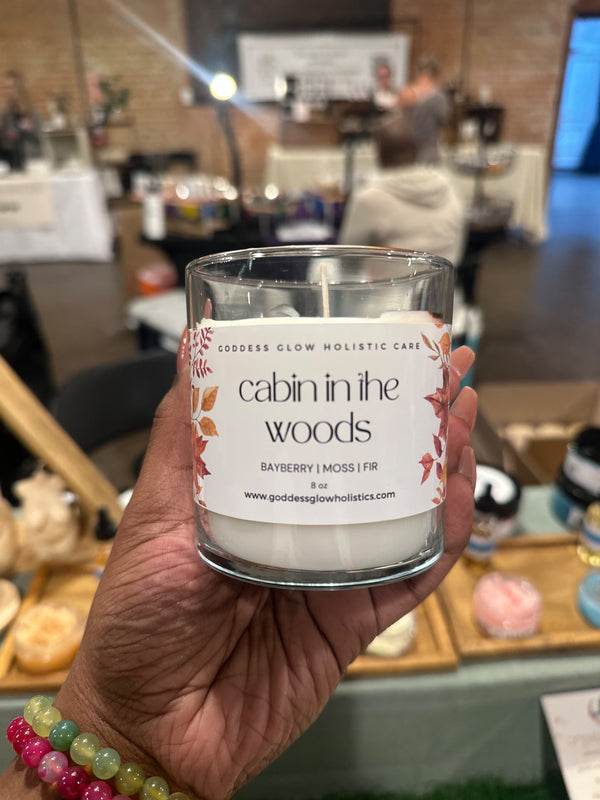 GODDESS GLOW HOLISTIC CARE
cabin in the
woods
BAYBERRY | MOSS | FIR
8 oz
www.goddessglowholistics.com